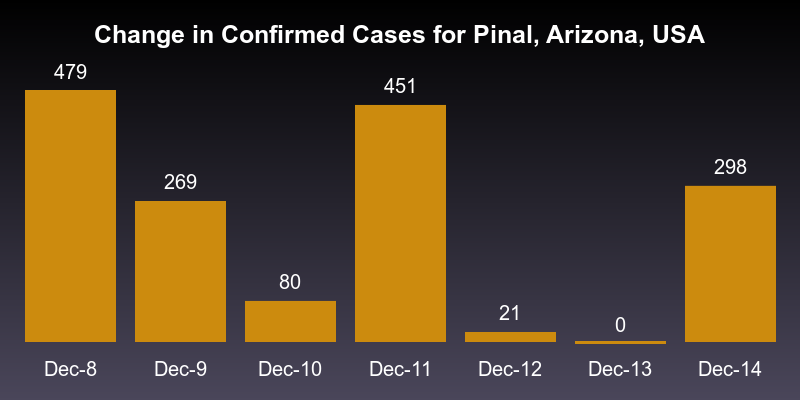 Change in Confirmed Cases for Pinal, Arizona, USA
479
269
80
451
21
0
298
Dec-8
Dec-9
Dec-10
Dec-11
Dec-12
Dec-13
Dec-14